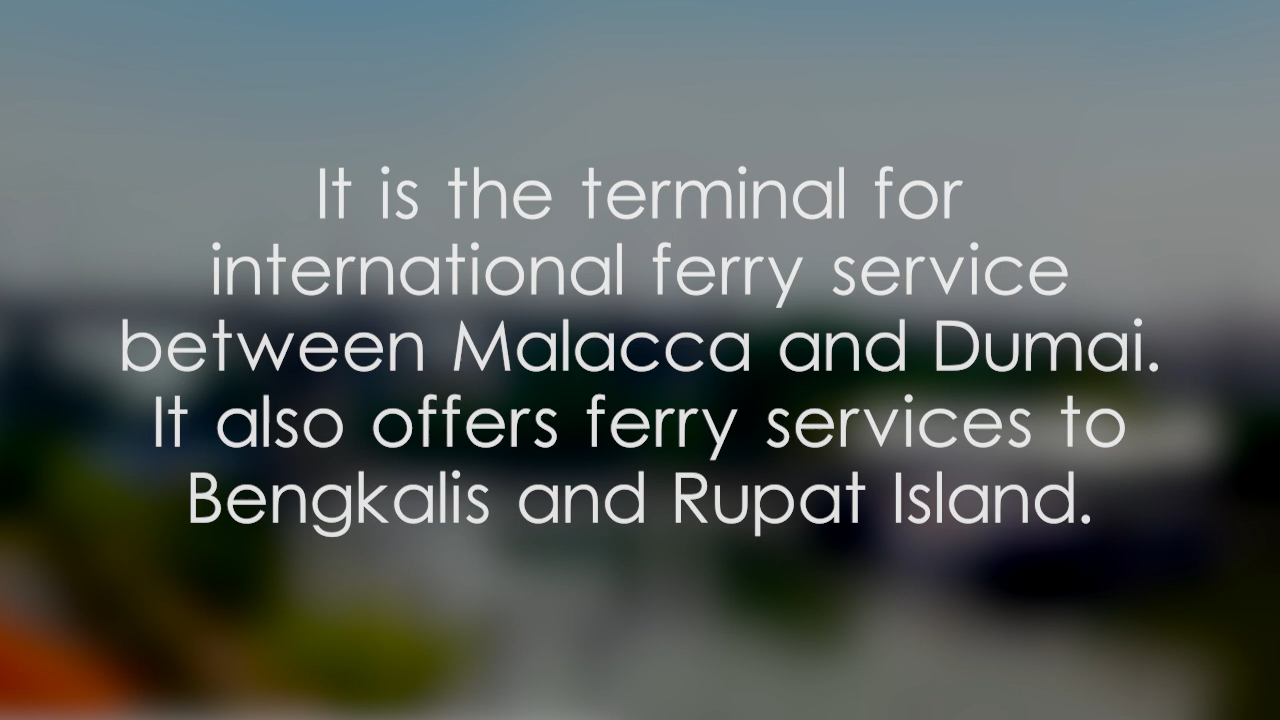 It is the terminal for
international ferry service
between Malacca and Dumai.
It also offers ferry services to
Bengkalis and Rupat Island.